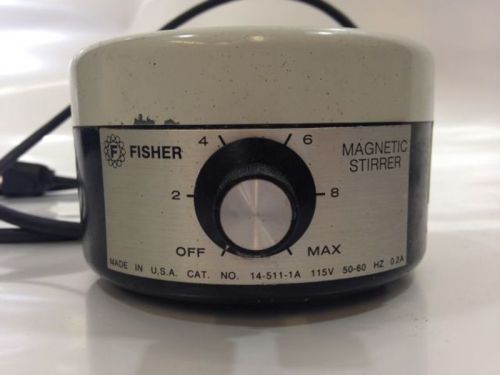 F FISHER
MAGNETIC
STIRRER
4 6
2 8
OFF MAX
MADE IN U.S.A. CAT. NO. 14-511-1A 115V 50-60 HZ 0.2A